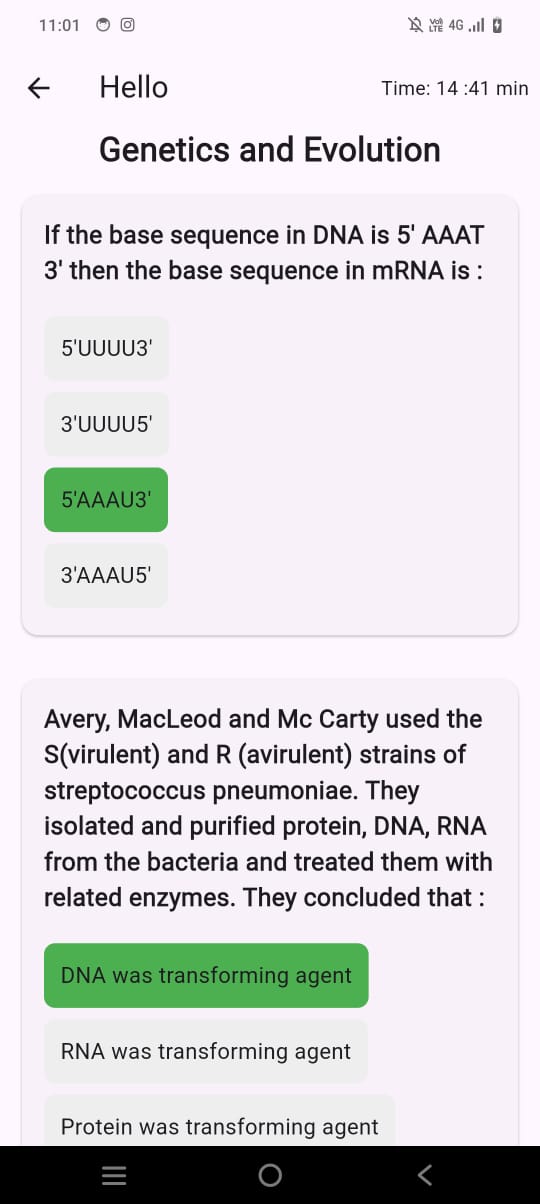 11:01
Vo) LTE 4G
Hello
Time: 14 :41 min
Genetics and Evolution
If the base sequence in DNA is 5' AAAT
3' then the base sequence in mRNA is :
5'UUUU3'
3'UUUU5'
5'AAAU3'
3'AAAU5'
Avery, MacLeod and Mc Carty used the
S(virulent) and R (avirulent) strains of
streptococcus pneumoniae. They
isolated and purified protein, DNA, RNA
from the bacteria and treated them with
related enzymes. They concluded that :
DNA was transforming agent
RNA was transforming agent
Protein was transforming agent